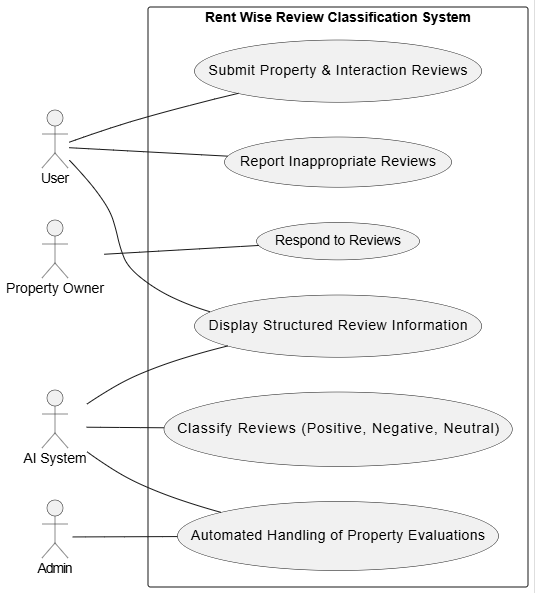 Rent Wise Review Classification System
Submit Property & Interaction Reviews
Report Inappropriate Reviews
User
Respond to Reviews
Property Owner
Display Structured Review Information
Classify Reviews (Positive, Negative, Neutral)
AI System
Automated Handling of Property Evaluations
Admin